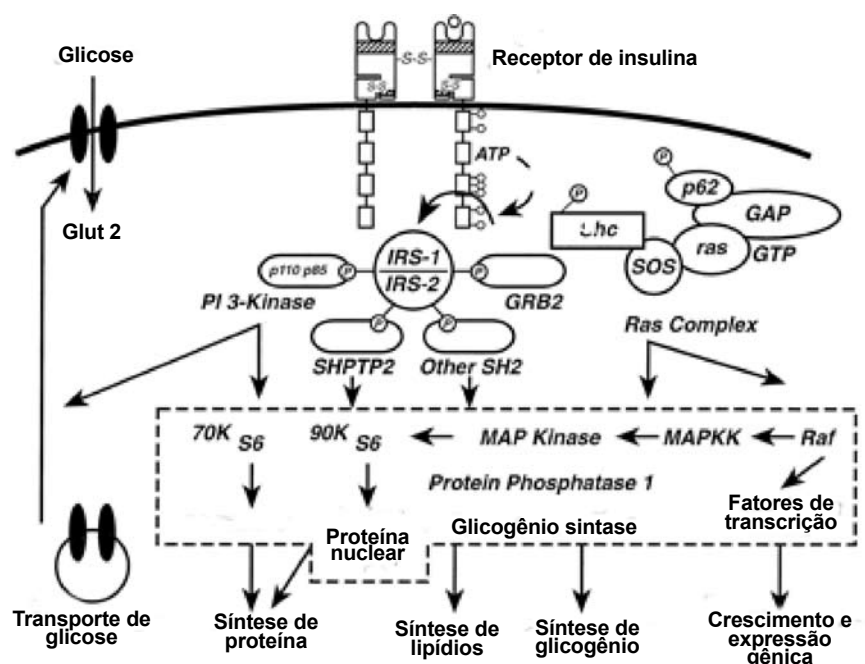 Glicose
Receptor de insulina
-S-S-
S-S
S-S
ATP
P
p62
GAP
Glut 2
P
ras
GTP
SOS
IRS-1
IRS-2
p110 p85
P
P
GRB2
PI 3-Kinase
P
P
Ras Complex
SHPTP2
Other SH2
70K S6
90K S6
MAP Kinase
MAPKK
Raf
Protein Phosphatase 1
Fatores de
transcrição
Proteína
nuclear
Glicogênio sintase
Transporte de
glicose
Síntese de
proteína
Síntese de
lipídios
Síntese de
glicogênio
Crescimento e
expressão
gênica